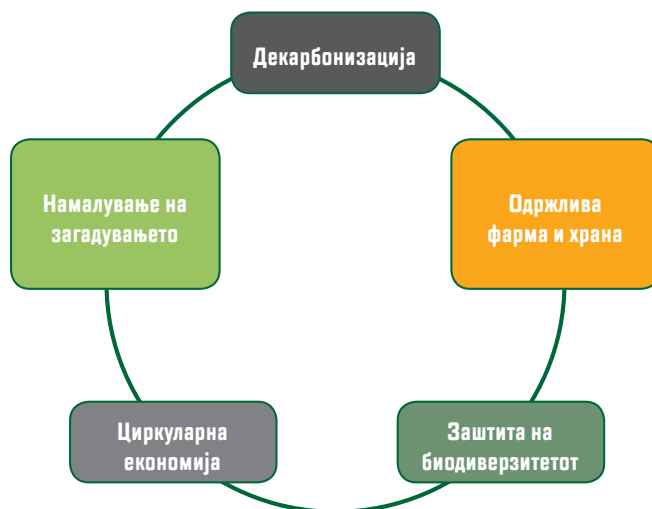 Декарбонизација
Намалување на
загадувањето
Одржлива
фарма и храна
Циркуларна
економија
Заштита на
биодиверзитетот